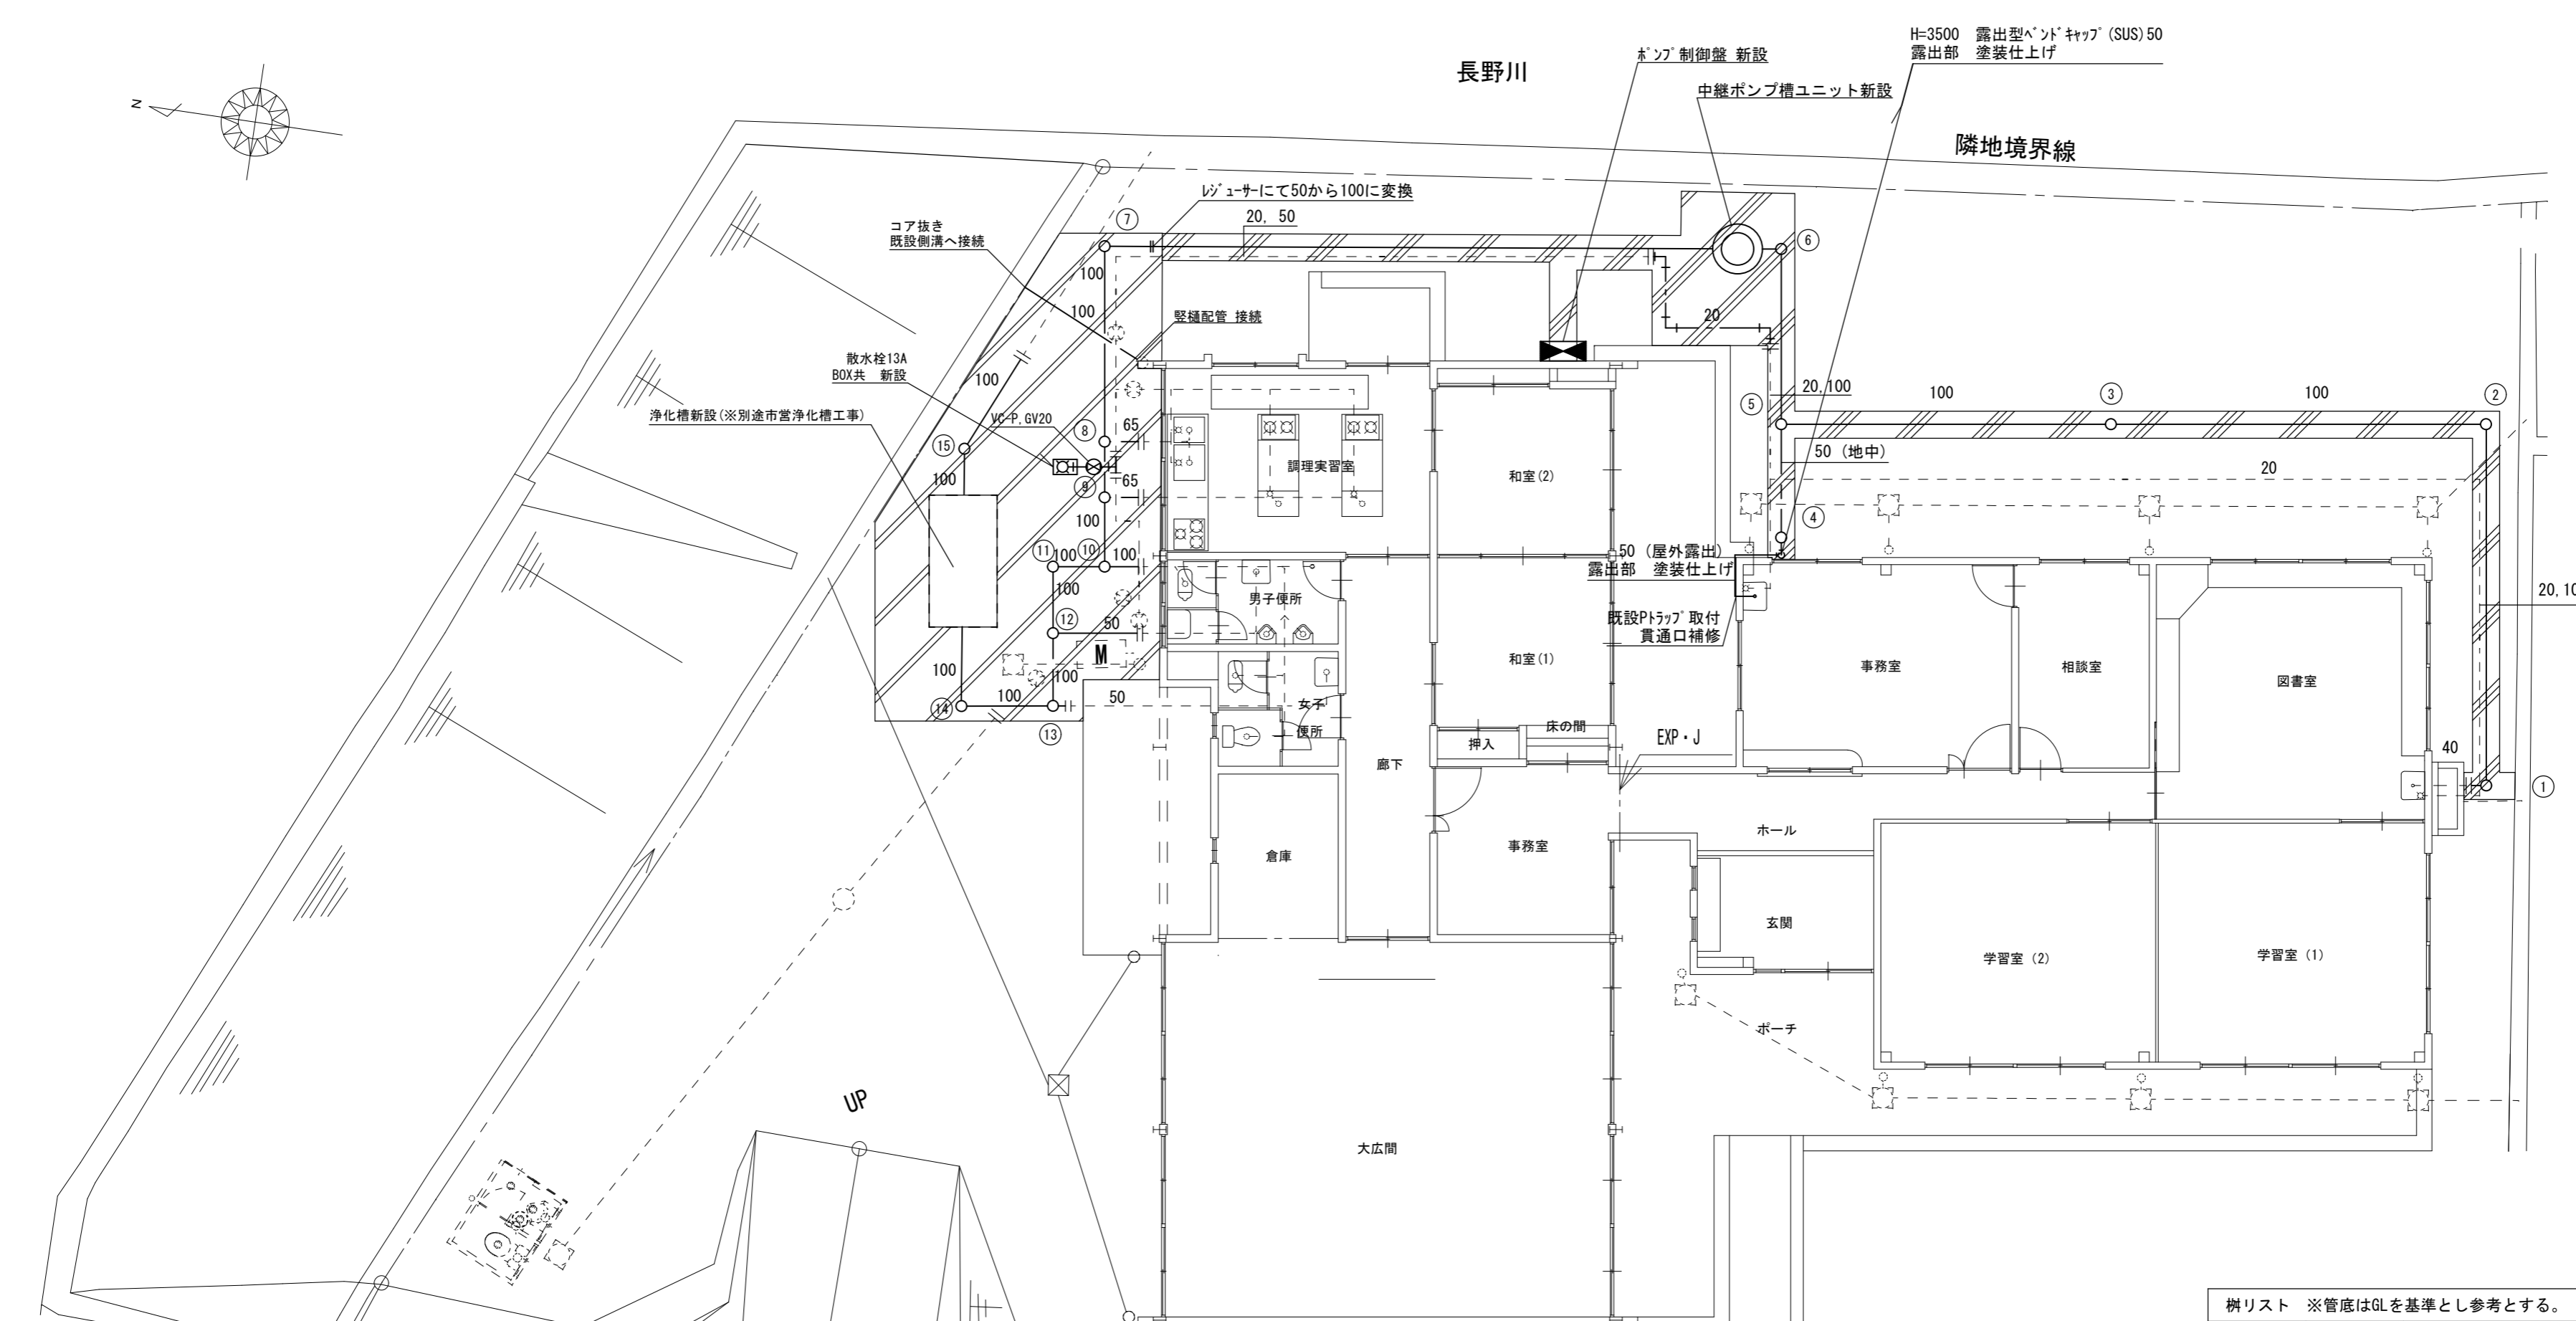 H=3500 露出型ﾍﾞﾝﾄﾞｷｬｯﾌﾟ(SUS)50
露出部 塗装仕上げ
ﾎﾟﾝﾌﾟ制御盤 新設
長野川
中継ポンプ槽ユニット新設
N
隣地境界線
ﾚｼﾞｭｰｻｰにて50から100に変換
コア抜き
既設側溝へ接続
⑦
20, 50
⑥
100
100
竪樋配管 接続
20
散水栓13A
BOX共 新設
100
浄化槽新設(※別途市営浄化槽工事)
VC-P,GV20
⑧
65
⑤
20,100
100
③
100
②
⑮
50 (地中)
調理実習室
和室(2)
20
100
⑨
65
100
④
⑪
100
⑩
100
50 (屋外露出)
露出部 塗装仕上げ
100
男子便所
既設Pﾄﾗｯﾌﾟ取付
貫通口補修
20,10
⑫
50
M
和室(1)
事務室
相談室
図書室
100
100
100
50
女子
便所
⑭
⑬
床の間
押入
EXP・J
40
廊下
①
ホール
倉庫
事務室
玄関
学習室 (2)
学習室 (1)
ポーチ
UP
大広間
桝リスト ※管底はGLを基準とし参考とする。